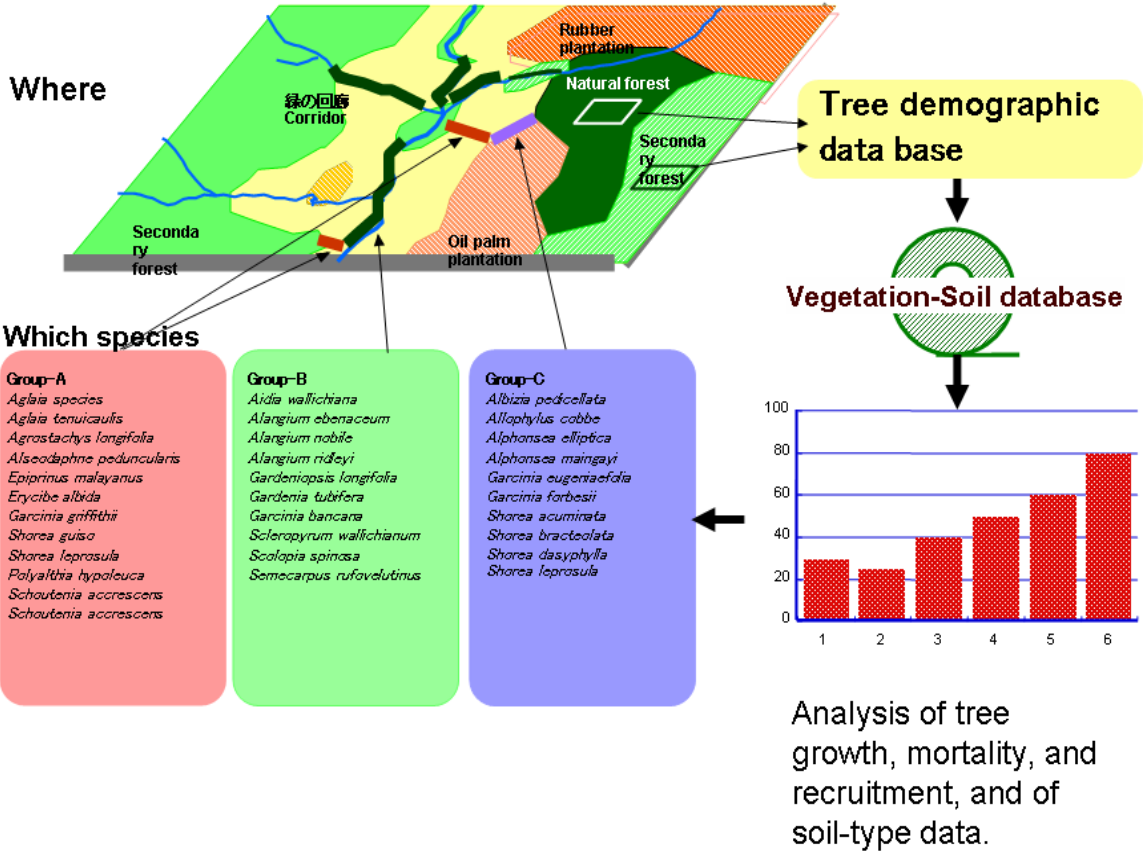 Where
Rubber
plantation
Natural forest
緑の回廊
Corridor
Seconda
ry
forest
Seconda
ry
forest
Oil palm
plantation
Tree demographic
data base
Vegetation-Soil database
Which species
Group-A
Aglaia species
Aglaia tenuicaulis
Agrostachys longifolia
Alseodaphne peduncularis
Epiprinus malayanus
Erycibe albida
Garcinia griffithii
Shorea guiso
Shorea leprosula
Polyalthia hypoleuca
Schoutenia accrescens
Schoutenia accrescens
Group-B
Aidia wallichiana
Alangium ebenaceum
Alangium nobile
Alangium ridleyi
Gardeniopsis longifolia
Gardenia tubifera
Garcinia bancana
Scleropyrum wallichianum
Scolopia spinosa
Semecarpus rufovelutinus
Group-C
Albizia pedicellata
Allophylus cobbe
Alphonsea elliptica
Alphonsea maingayi
Garcinia eugeniaefolia
Garcinia forbesii
Shorea acuminata
Shorea bracteolata
Shorea dasyphylla
Shorea leprosula
100
80
60
40
20
0
1 2 3 4 5 6
Analysis of tree
growth, mortality, and
recruitment, and of
soil-type data.